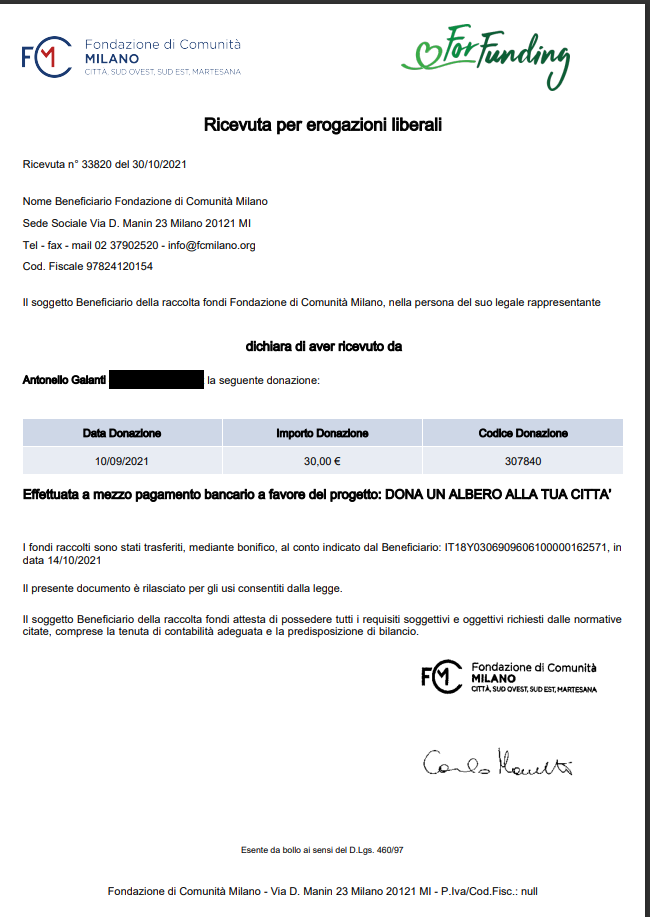 FMC Fondazione di Comunità
MILANO
CITTÀ, SUD OVEST, SUD EST, MARTESANA
ForFunding
Ricevuta per erogazioni liberali
Ricevuta n° 33820 del 30/10/2021
Nome Beneficiario Fondazione di Comunità Milano
Sede Sociale Via D. Manin 23 Milano 20121 MI
Tel - fax - mail 02 37902520 - info@fcmilano.org
Cod. Fiscale 97824120154
Il soggetto Beneficiario della raccolta fondi Fondazione di Comunità Milano, nella persona del suo legale rappresentante
dichiara di aver ricevuto da
Antonello Galanti la seguente donazione:
Data Donazione Importo Donazione Codice Donazione
10/09/2021 30,00 € 307840
Effettuata a mezzo pagamento bancario a favore del progetto: DONA UN ALBERO ALLA TUA CITTA'
I fondi raccolti sono stati trasferiti, mediante bonifico, al conto indicato dal Beneficiario: IT18Y0306909606100000162571, in
data 14/10/2021
Il presente documento è rilasciato per gli usi consentiti dalla legge.
Il soggetto Beneficiario della raccolta fondi attesta di possedere tutti i requisiti soggettivi e oggettivi richiesti dalle normative
citate, comprese la tenuta di contabilità adeguata e la predisposizione di bilancio.
FMC Fondazione di Comunità
MILANO
CITTÀ, SUD OVEST, SUD EST, MARTESANA
Esente da bollo ai sensi del D.Lgs. 460/97
Fondazione di Comunità Milano - Via D. Manin 23 Milano 20121 MI - P.Iva/Cod.Fisc.: null